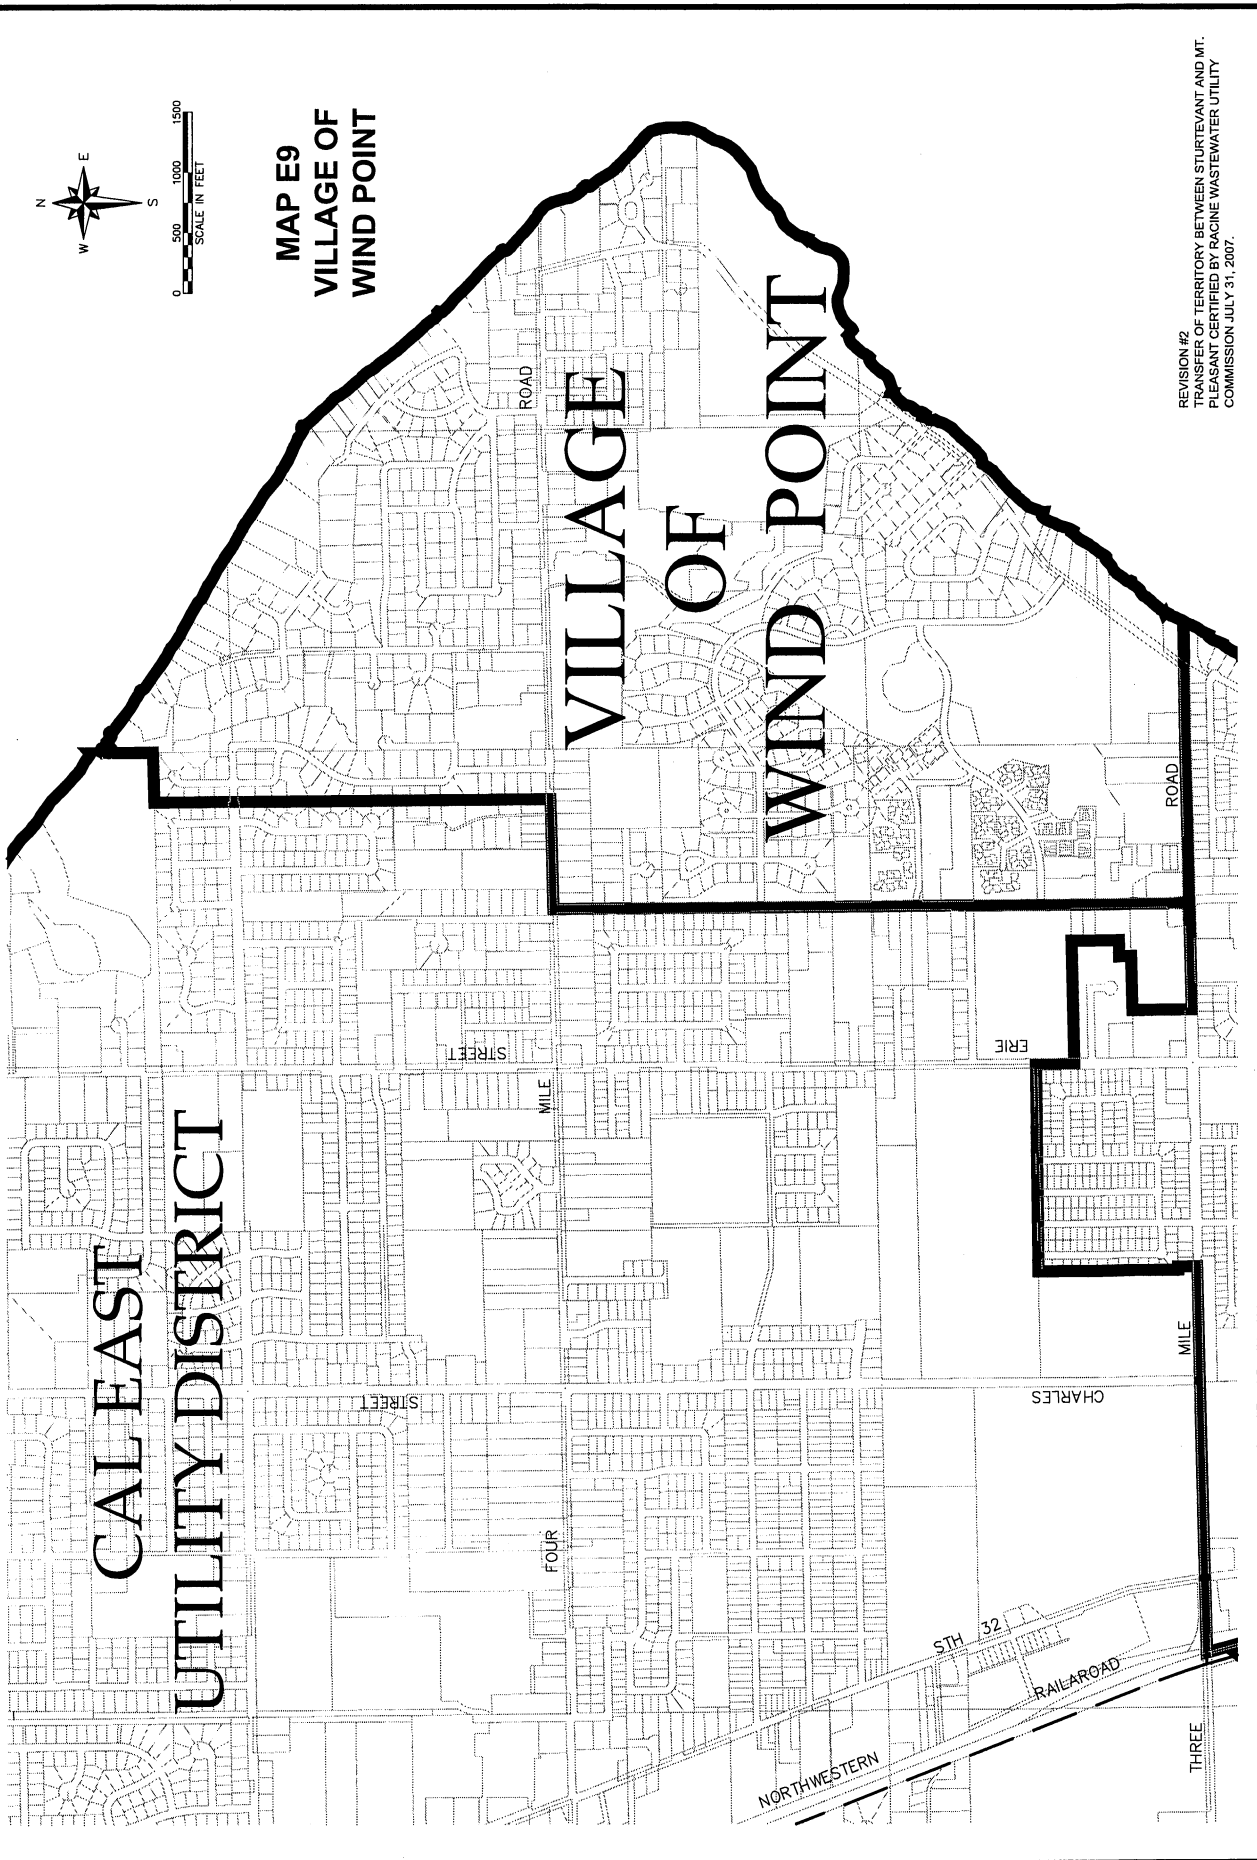 N
W E
S
0 500 1000 1500
SCALE IN FEET
MAP E9
VILLAGE OF
WIND POINT
CAL EAST
UTILITY DISTRICT
VILLAGE
OF
WIND POINT
STREET
STREET
FOUR
MILE
ROAD
ERIE
CHARLES
STH 32
NORTHWESTERN
RAILAROAD
THREE
MILE
ROAD
REVISION #2
TRANSFER OF TERRITORY BETWEEN STURTEVANT AND MT.
PLEASANT CERTIFIED BY RACINE WASTEWATER UTILITY
COMMISSION JULY 31, 2007.